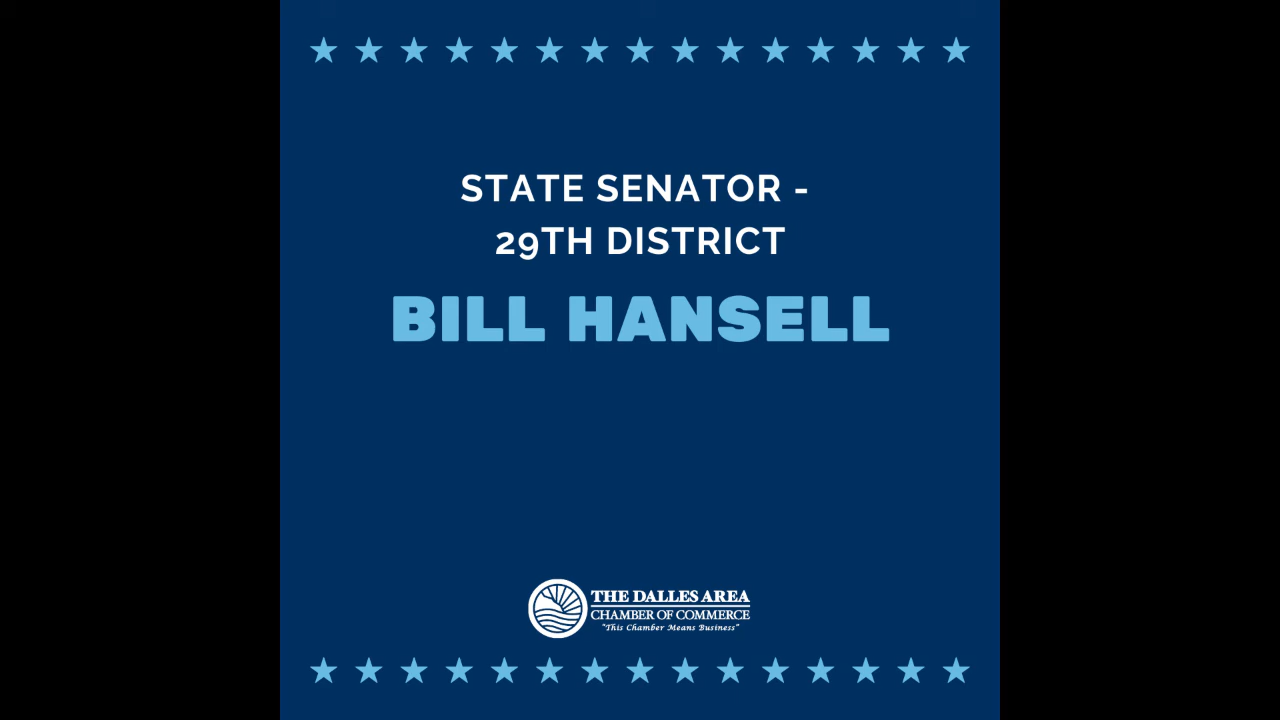 STATE SENATOR -
29TH DISTRICT
BILL HANSELL
THE DALLES AREA
CHAMBER OF COMMERCE
"This Chamber Means Business"